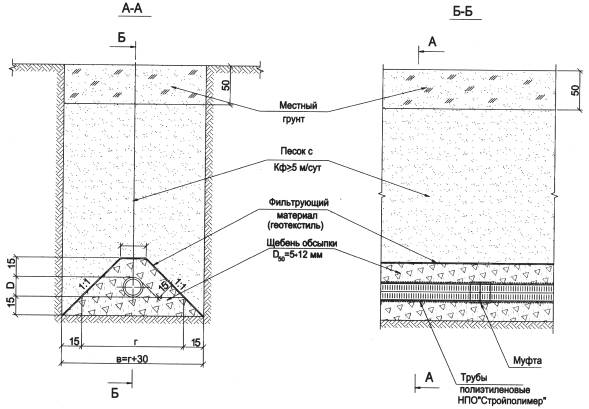 А-А
Б-Б
Б
А
50
50
Местный
грунт
Песок с
Кф≥5 м/сут
Фильтрующий
материал
(геотекстиль)
Щебень обсыпки
D50=5-12 мм
15
D
15
1:1
1:1
15
15
г
15
в=г+30
Муфта
Трубы
полиэтиленовые
НПО"Стройполимер"
Б
А